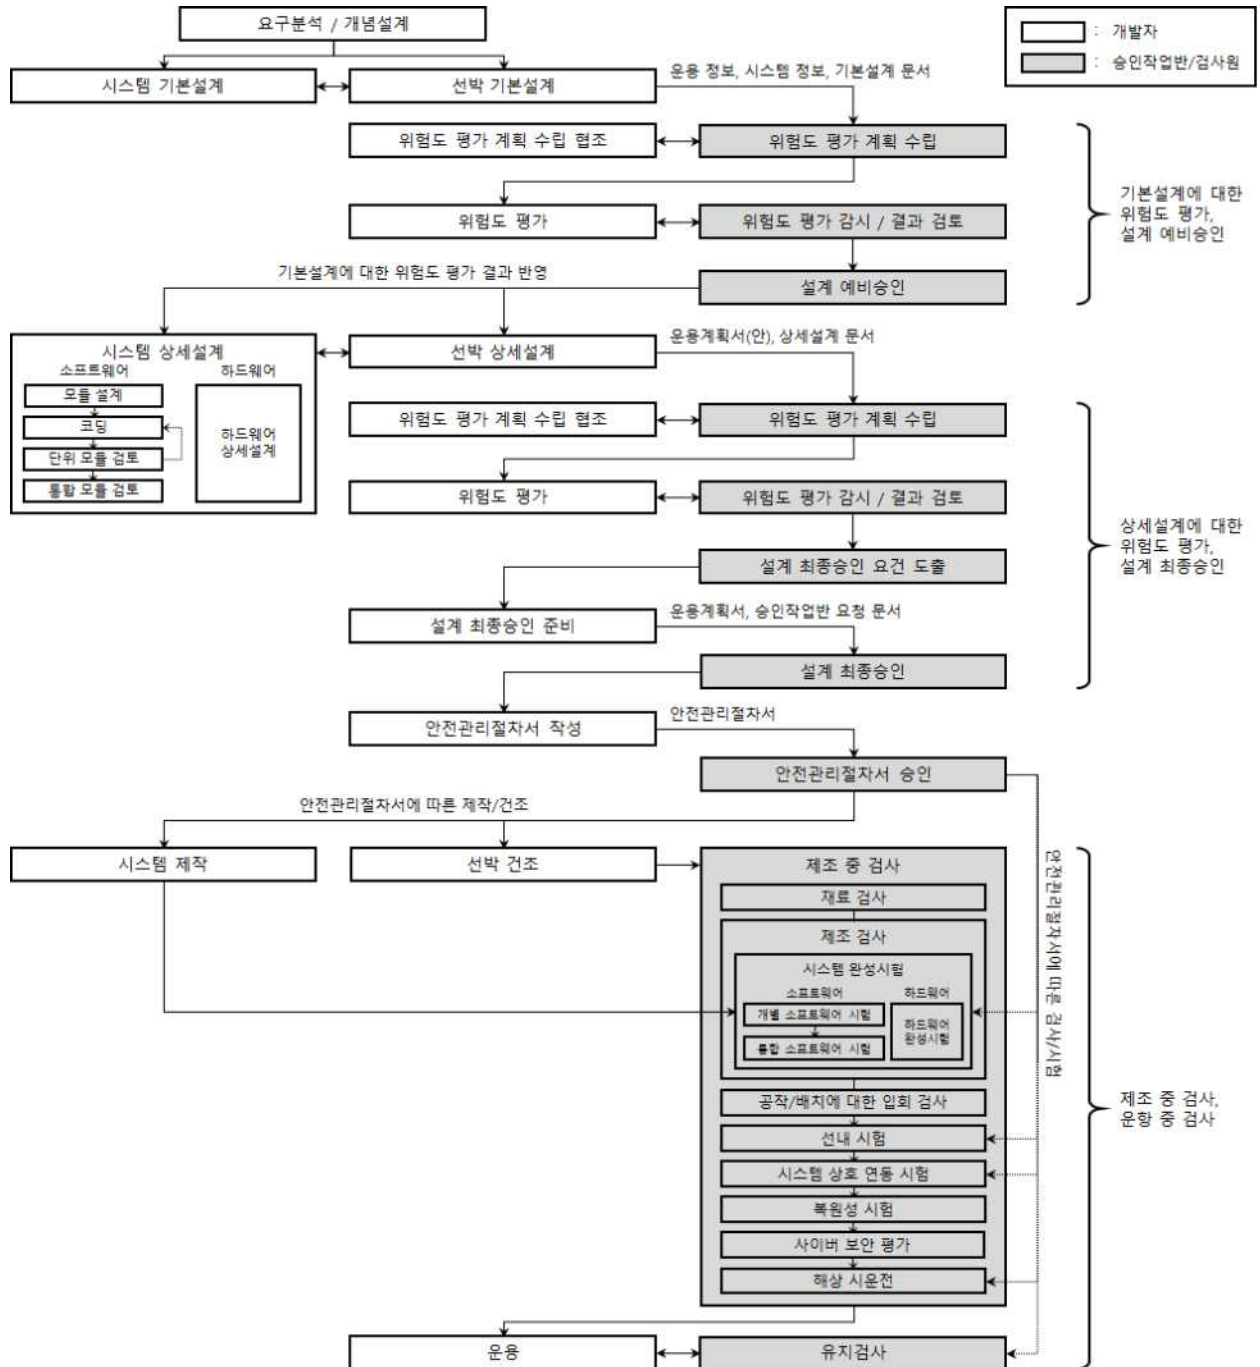 요구분석 / 개념설계
: 개발자
: 승인작업반/검사원
시스템 기본설계
선박 기본설계
운용 정보, 시스템 정보, 기본설계 문서
위험도 평가 계획 수립 협조
위험도 평가 계획 수립
위험도 평가
위험도 평가 감시 / 결과 검토
기본설계에 대한
위험도 평가,
설계 예비승인
기본설계에 대한 위험도 평가 결과 반영
설계 예비승인
시스템 상세설계
소프트웨어
하드웨어
모듈 설계
코딩
단위 모듈 검토
통합 모듈 검토
하드웨어
상세설계
선박 상세설계
운용계획서(안), 상세설계 문서
위험도 평가 계획 수립 협조
위험도 평가 계획 수립
위험도 평가
위험도 평가 감시 / 결과 검토
상세설계에 대한
위험도 평가,
설계 최종승인
설계 최종승인 요건 도출
설계 최종승인 준비
운용계획서, 승인작업반 요청 문서
설계 최종승인
안전관리절차서 작성
안전관리절차서
안전관리절차서 승인
안전관리절차서에 따른 제작/건조
시스템 제작
선박 건조
제조 중 검사
재료 검사
제조 검사
시스템 완성시험
소프트웨어
하드웨어
개별 소프트웨어 시험
통합 소프트웨어 시험
하드웨어
완성시험
안전관리절차서에 따른 검사/시험
공작/배치에 대한 입회 검사
선내 시험
시스템 상호 연동 시험
복원성 시험
사이버 보안 평가
해상 시운전
제조 중 검사,
운항 중 검사
운용
유지검사